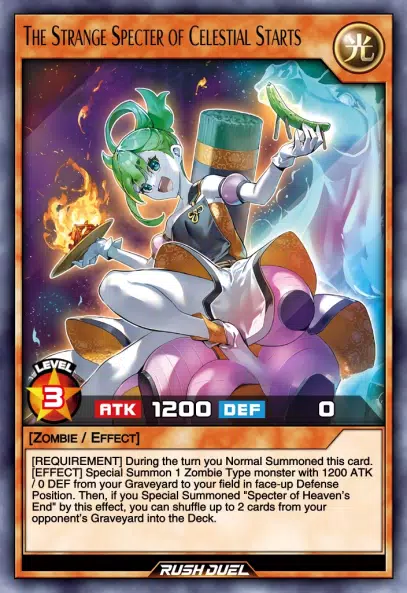 THE STRANGE SPECTER OF CELESTIAL STARTS
光
LEVEL
3
ATK 1200 DEF 0
[ZOMBIE / EFFECT]
[REQUIREMENT] During the turn you Normal Summoned this card.
[EFFECT] Special Summon 1 Zombie Type monster with 1200 ATK
/ 0 DEF from your Graveyard to your field in face-up Defense
Position. Then, if you Special Summoned "Specter of Heaven's
End" by this effect, you can shuffle up to 2 cards from your
opponent's Graveyard into the Deck.
RUSH DUEL